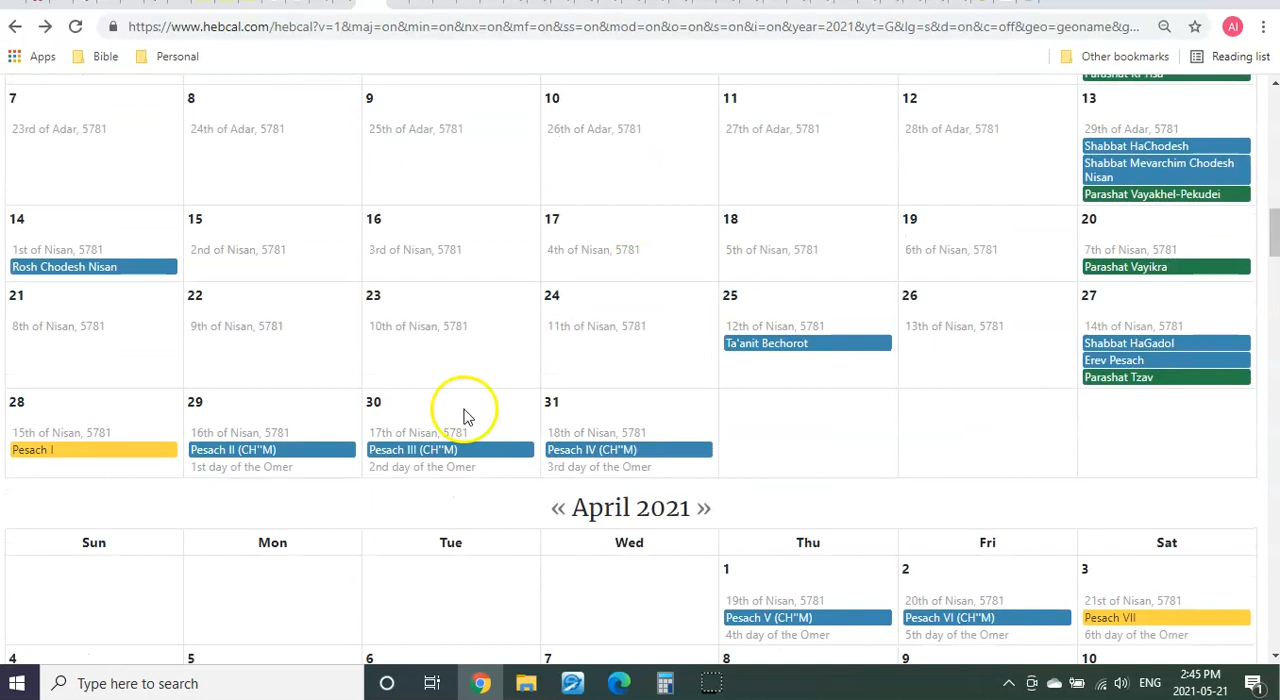 https://www.hebcal.com/hebcal?v=1&maj=on&min=on&nx=on&mf=on&ss=on&mod=on&o=on&s=on&i=on&year=2021&yt=G&lg=s&d=on&c=off&geo=geoname&g...
AI
Apps
Bible
Personal
Other bookmarks
Reading list
7
8
9
10
11
12
13
23rd of Adar, 5781
24th of Adar, 5781
25th of Adar, 5781
26th of Adar, 5781
27th of Adar, 5781
28th of Adar, 5781
29th of Adar, 5781
Shabbat HaChodesh
Shabbat Mevarchim Chodesh
Nisan
Parashat Vayakhel-Pekudei
14
15
16
17
18
19
20
1st of Nisan, 5781
2nd of Nisan, 5781
3rd of Nisan, 5781
4th of Nisan, 5781
5th of Nisan, 5781
6th of Nisan, 5781
7th of Nisan, 5781
Rosh Chodesh Nisan
Parashat Vayikra
21
22
23
24
25
26
27
8th of Nisan, 5781
9th of Nisan, 5781
10th of Nisan, 5781
11th of Nisan, 5781
12th of Nisan, 5781
13th of Nisan, 5781
14th of Nisan, 5781
Ta'anit Bechorot
Shabbat HaGadol
Erev Pesach
Parashat Tzav
28
29
30
31
15th of Nisan, 5781
16th of Nisan, 5781
17th of Nisan, 5781
18th of Nisan, 5781
Pesach I
Pesach II (CH''M)
Pesach III (CH''M)
Pesach IV (CH''M)
1st day of the Omer
2nd day of the Omer
3rd day of the Omer
« April 2021 »
Sun
Mon
Tue
Wed
Thu
Fri
Sat
1
2
3
19th of Nisan, 5781
20th of Nisan, 5781
21st of Nisan, 5781
Pesach V (CH''M)
Pesach VI (CH''M)
Pesach VII
4th day of the Omer
5th day of the Omer
6th day of the Omer
4
5
6
7
8
9
10
Type here to search
ENG
2:45 PM
2021-05-21
1